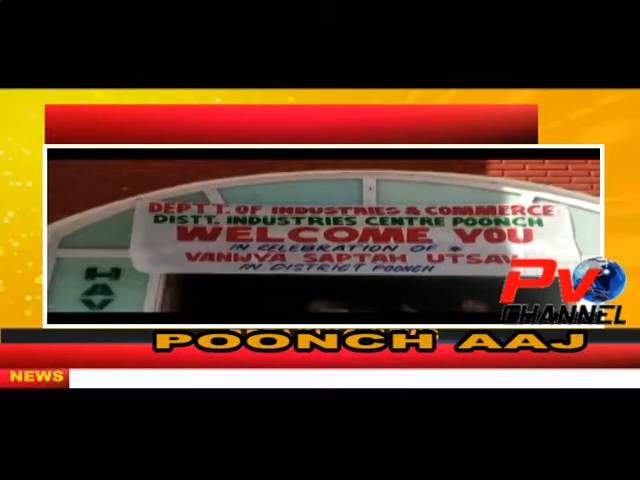 DEPTT. OF INDUSTRIES & COMMERCE
DISTT. INDUSTRIES CENTRE POONCH
WELCOME YOU
IN CELEBRATION OF
VANIJYA SAPTAH UTSAV
IN DISTRICT POONCH
PV
CHANNEL
POONCH AAJ
NEWS